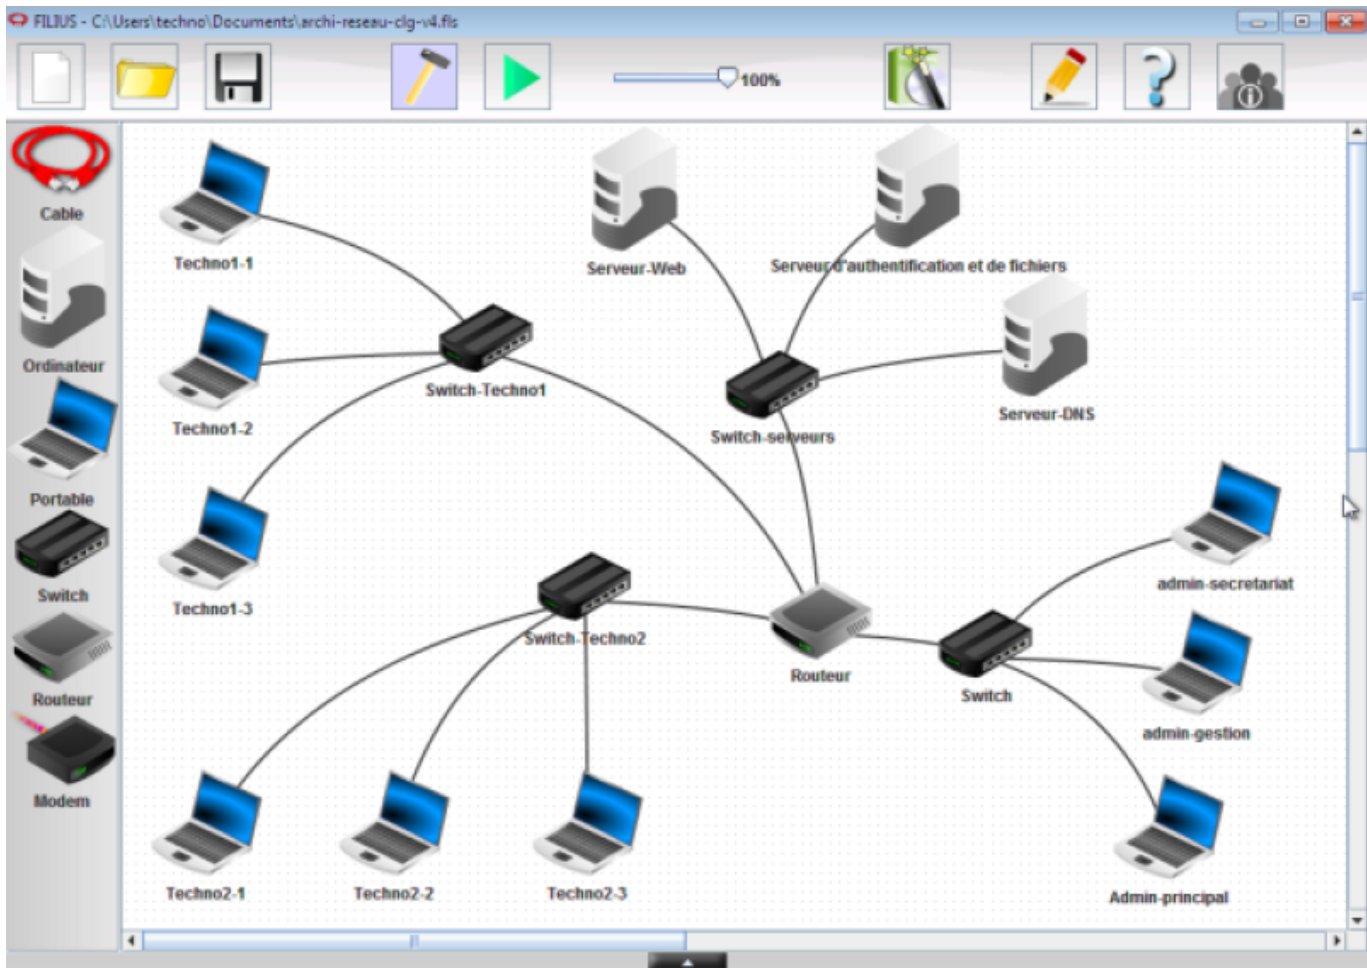 FILIUS - C:\Users\techno\Documents\archi-reseau-clg-v4.fls
100%
Cable
Ordinateur
Portable
Switch
Routeur
Modem
Techno1-1
Serveur-Web
Serveur d'authentification et de fichiers
Techno1-2
Switch-Techno1
Switch-serveurs
Serveur-DNS
Techno1-3
Switch-Techno2
Routeur
Switch
admin-secretariat
admin-gestion
Techno2-1
Techno2-2
Techno2-3
Admin-principal